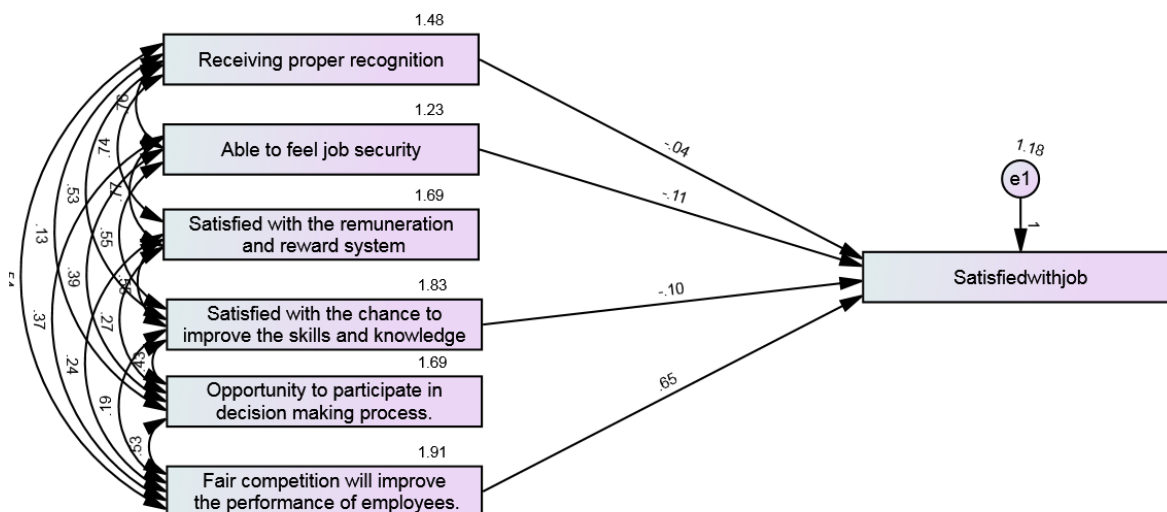 1.48
Receiving proper recognition
.76
1.23
Able to feel job security
-.04
1.18
e1
.74
-.11
1
.77
1.69
Satisfied with the remuneration
and reward system
.53
.13
.55
Satisfiedwithjob
.39
1.83
-.10
Satisfied with the chance to
improve the skills and knowledge
.37
.27
.43
1.69
Opportunity to participate in
decision making process.
.24
.65
.19
.53
1.91
Fair competition will improve
the performance of employees.